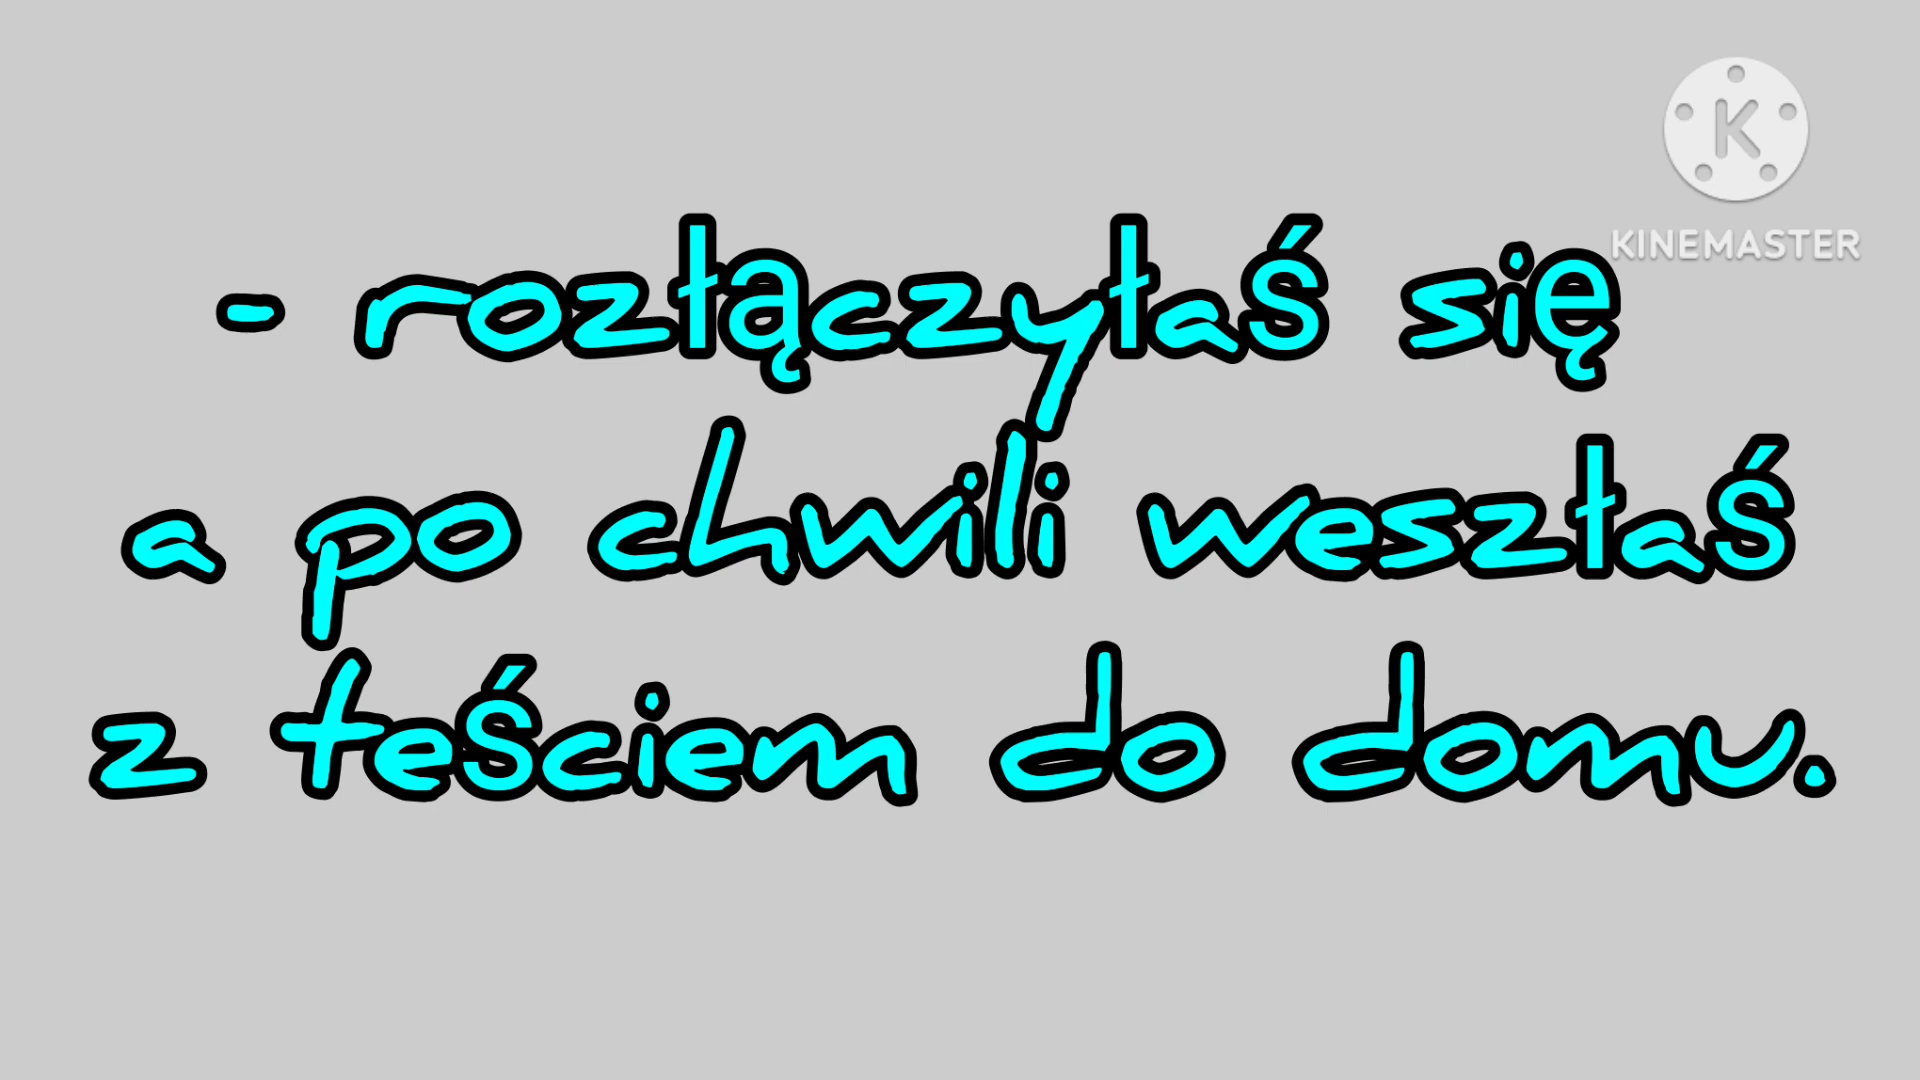 KINEMASTER
- rozłączyłaś się
a po chwili weszłaś
z teściem do domu.